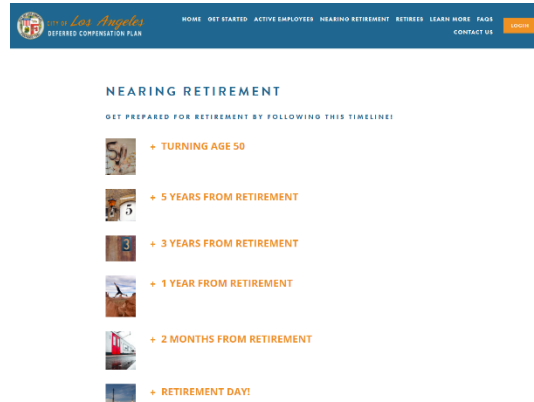 HOME GET STARTED ACTIVE EMPLOYEES NEARING RETIREMENT RETIREES LEARN MORE FAQS
CITY OF Los Angeles
DEFERRED COMPENSATION PLAN
LOGIN
CONTACT US
NEARING RETIREMENT
GET PREPARED FOR RETIREMENT BY FOLLOWING THIS TIMELINE!
+ TURNING AGE 50
+ 5 YEARS FROM RETIREMENT
5
+ 3 YEARS FROM RETIREMENT
3
+ 1 YEAR FROM RETIREMENT
+ 2 MONTHS FROM RETIREMENT
+ RETIREMENT DAY!